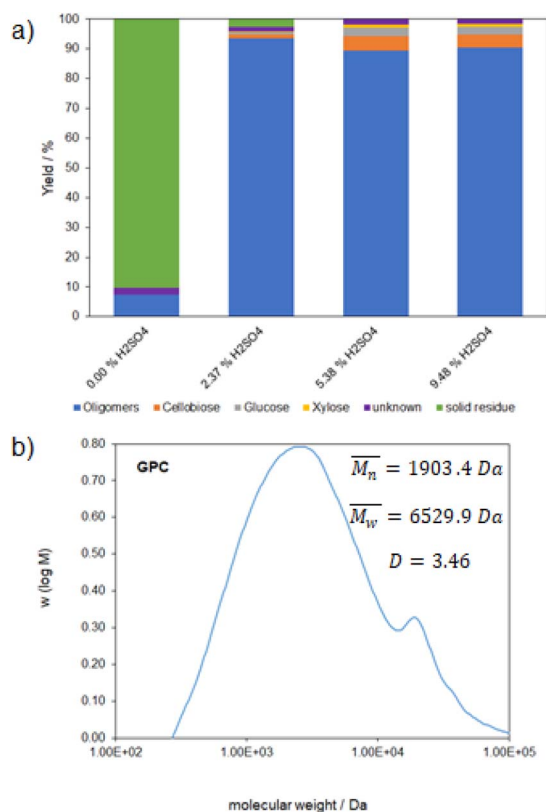 a)
100
90
80
70
60
50
40
30
20
10
0
Yield / %
0.00 % H2SO4
2.37 % H2SO4
5.38 % H2SO4
9.48 % H2SO4
Oligomers Cellobiose Glucose Xylose unknown solid residue
b)
GPC
0.80
0.70
0.60
0.50
0.40
0.30
0.20
0.10
0.00
w (log M)
M̅n̅ = 1903.4 Da
M̅w̅ = 6529.9 Da
D = 3.46
1.00E+02 1.00E+03 1.00E+04 1.00E+05
molecular weight / Da